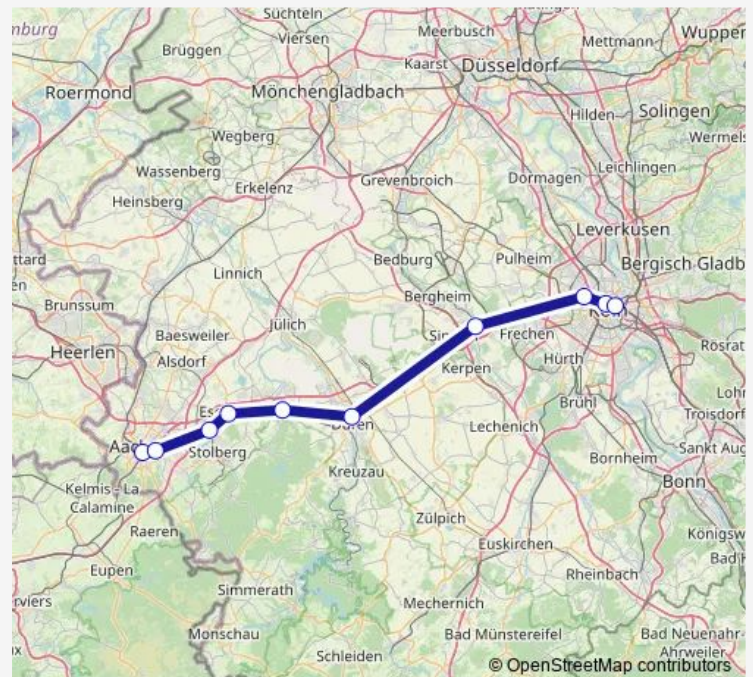 Süchteln
nburg
Viersen
Meerbusch
Mettmann
Wupper
Brüggen
Kaarst
Düsseldorf
Roermond
Mönchengladbach
Hilden
Solingen
Wegberg
Wermels
Wassenberg
Erkelenz
Grevenbroich
Dormagen
Leichlingen
Heinsberg
Leverkusen
ttard
Linnich
Bedburg
Pulheim
Bergisch Gladb
en
Brunssum
Bergheim
Jülich
Baesweiler
Frechen
Heerlen
Alsdorf
Hürth
Rösrat
Kerpen
Brühl
Lohr
Troisdorf
Lechenich
Stolberg
Bornheim
Sankt Aug
Kreuzau
Kelmis - La
Calamine
Bonn
Zülpich
Raeren
Euskirchen
Königsw
Bad H
Eupen
Rheinbach
Simmerath
Mechernich
rviers
Monschau
Bad Münstereifel
Bad Neuenahr-
Ahrweiler
Schleiden
© OpenStreetMap contributors